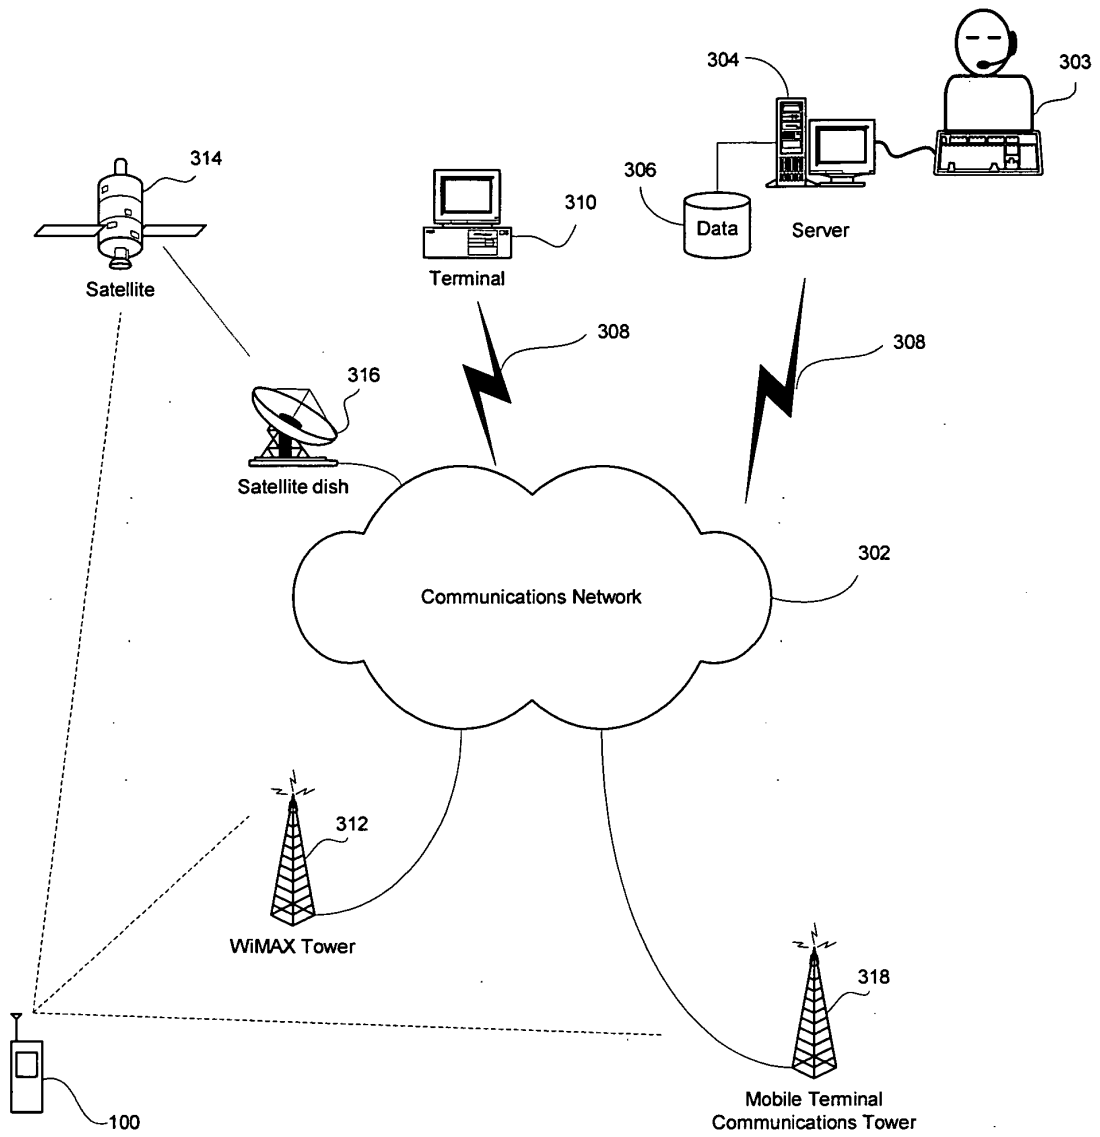 304
303
314
306
310
Data
Server
Terminal
Satellite
308
308
316
Satellite dish
302
Communications Network
312
WiMAX Tower
318
100
Mobile Terminal
Communications Tower